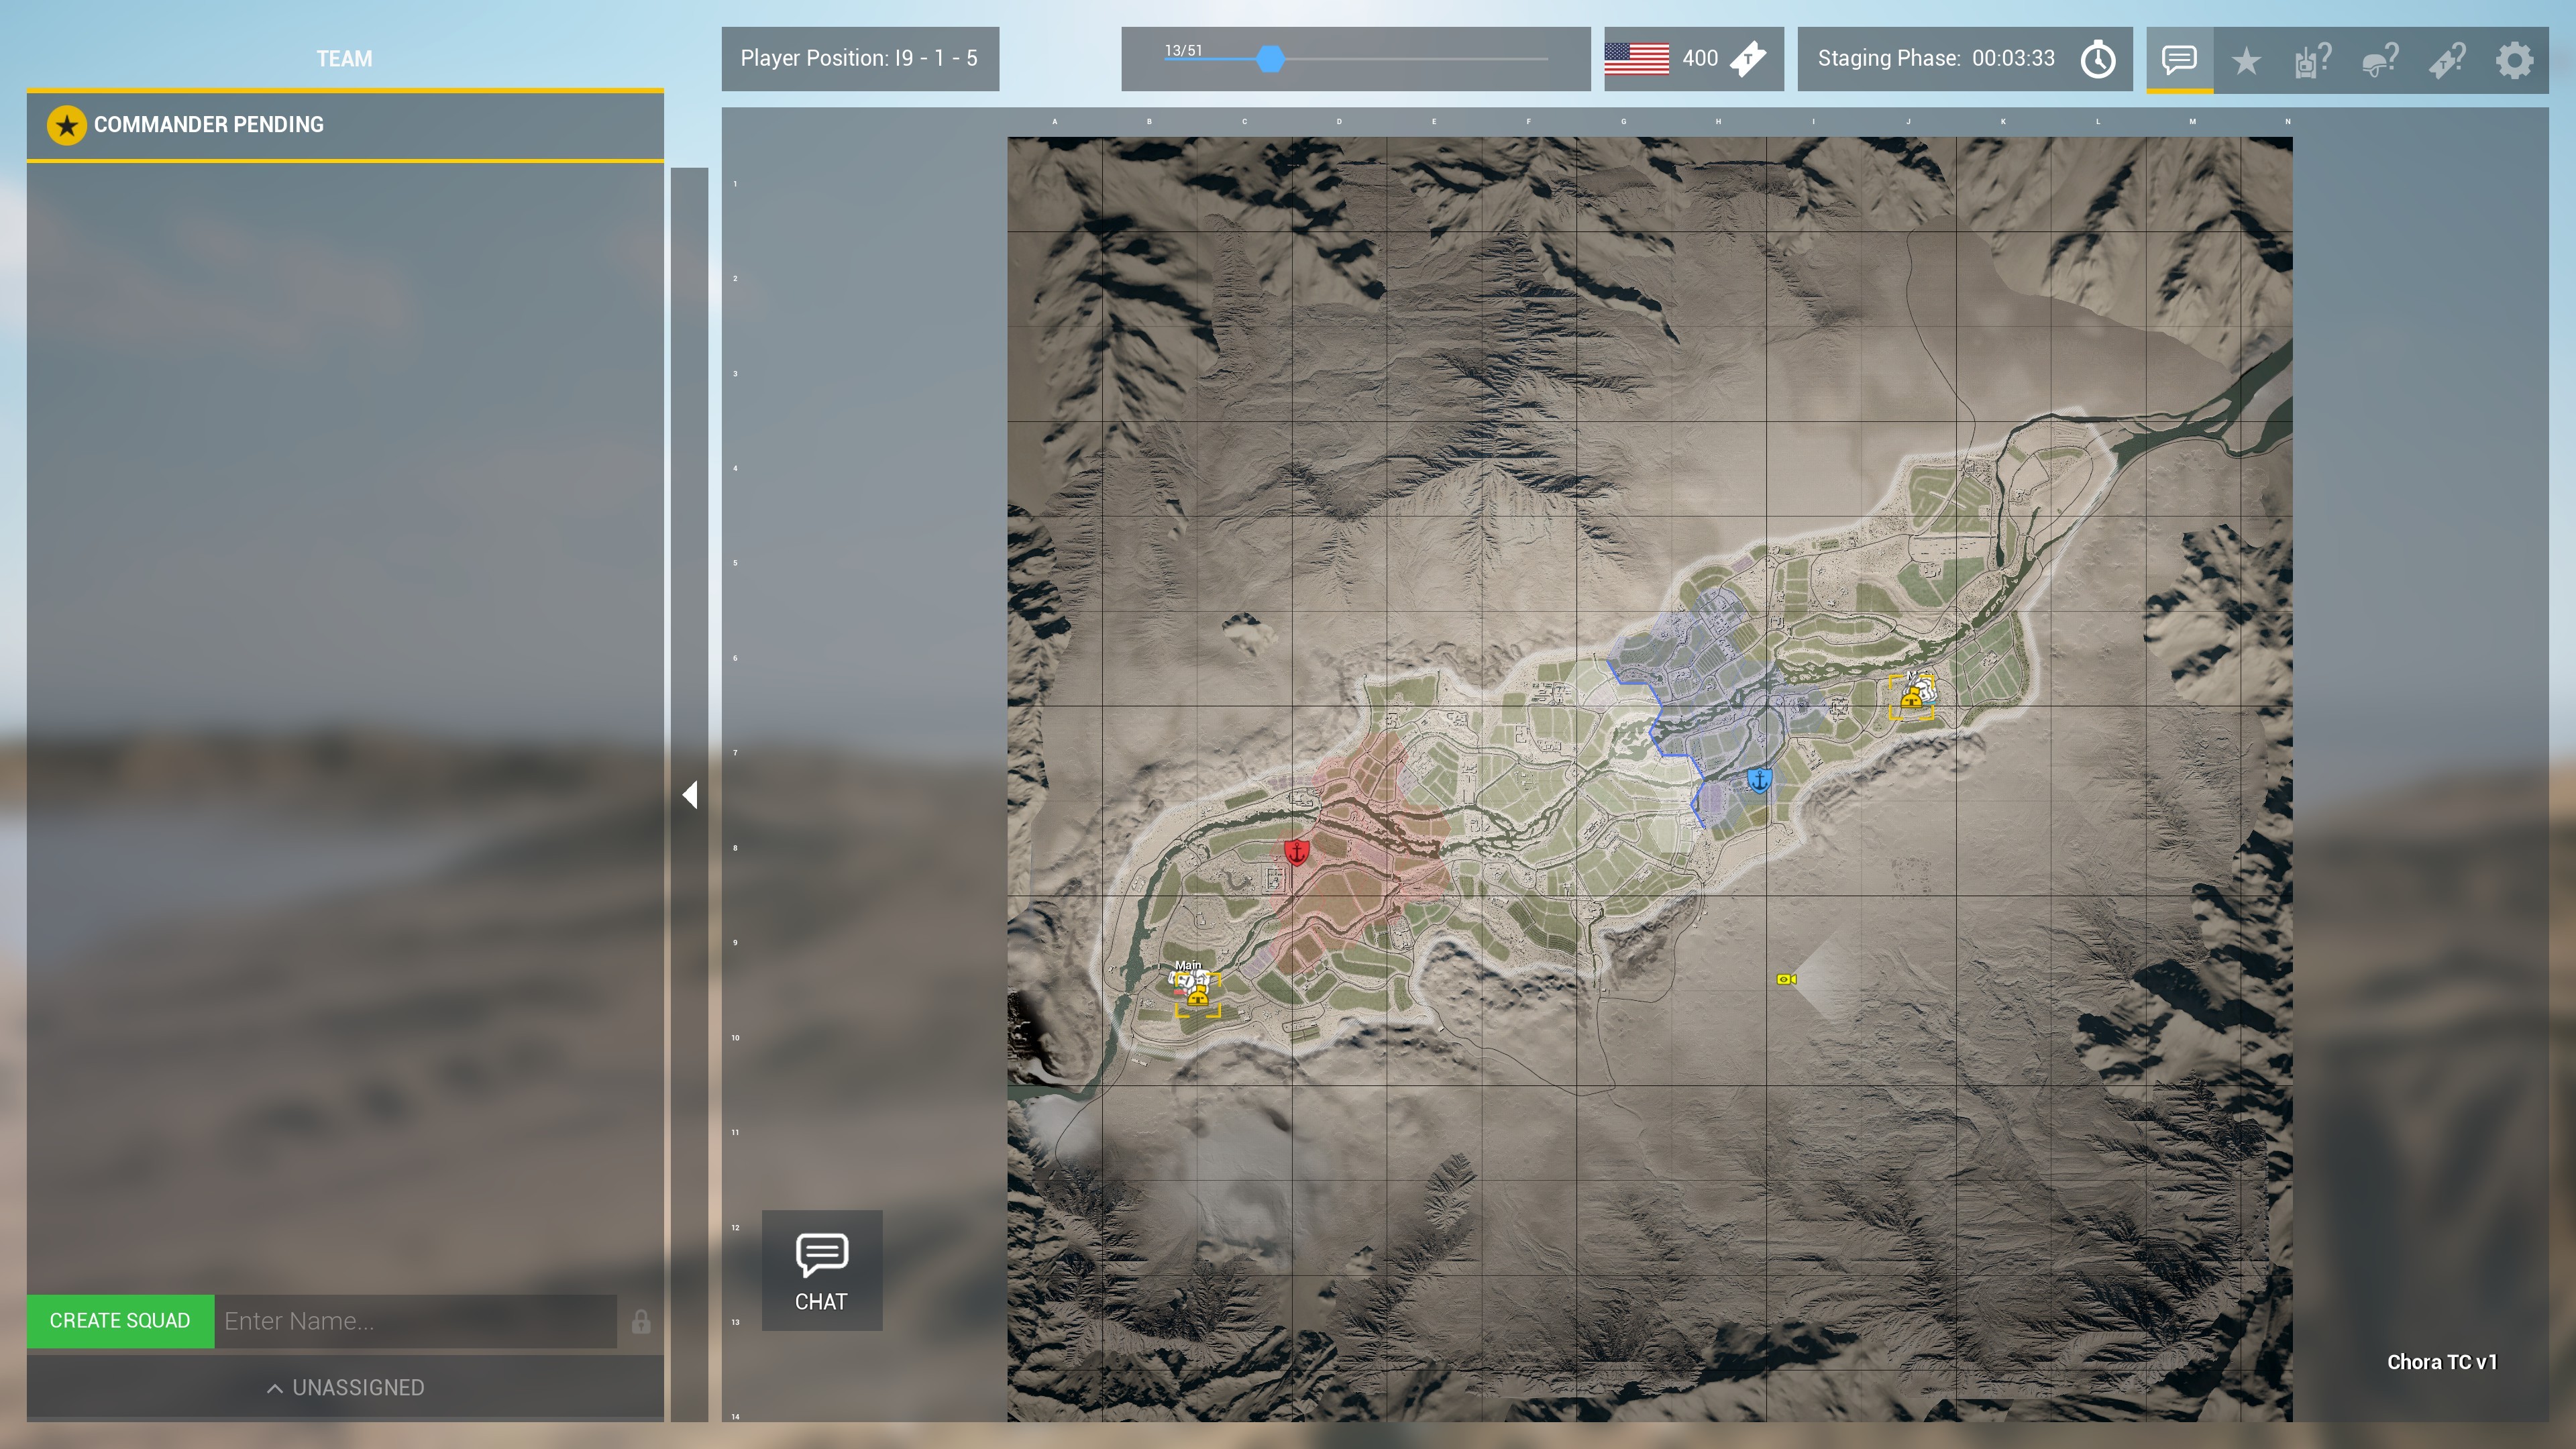 TEAM
Player Position: I9 - 1 - 5
13/51
400
Staging Phase: 00:03:33
COMMANDER PENDING
A B C D E F G H I J K L M N
1
2
3
4
5
6
7
8
9
Main
10
11
12
CHAT
13
CREATE SQUAD
Enter Name...
Chora TC v1
UNASSIGNED
14